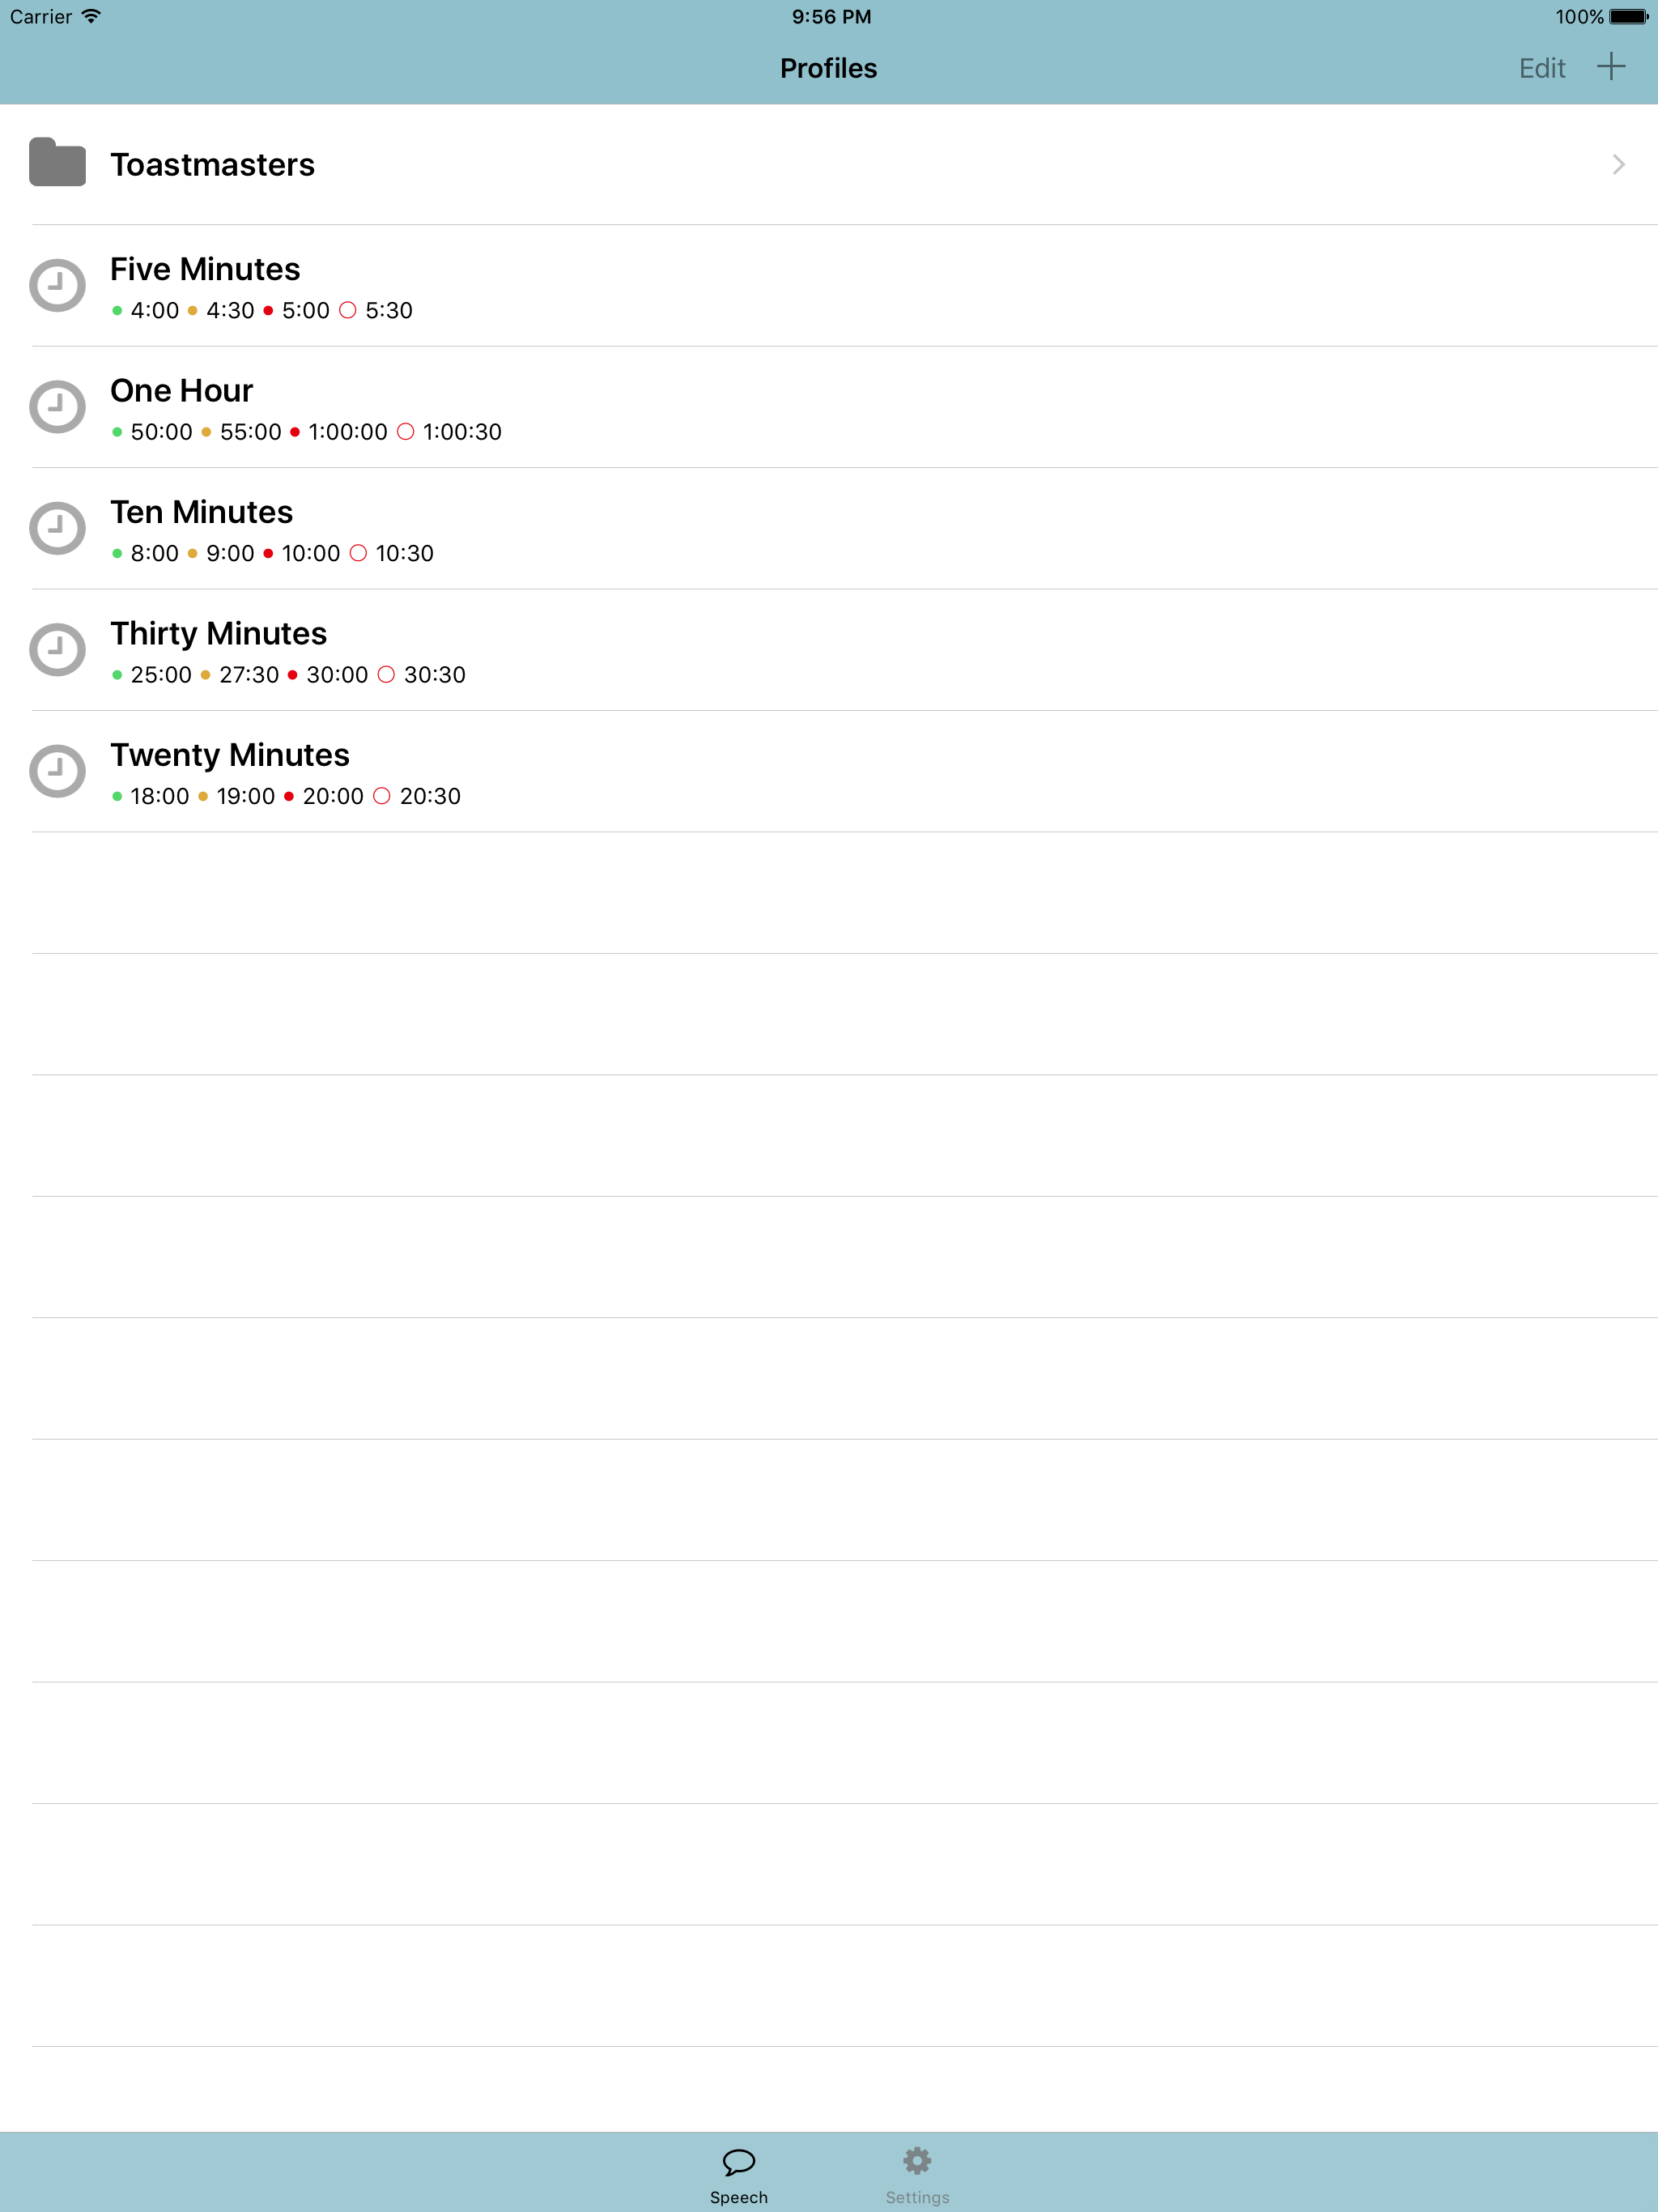 Carrier 9:56 PM 100%
Profiles Edit
Toastmasters
Five Minutes
4:00 4:30 5:00 5:30
One Hour
50:00 55:00 1:00:00 1:00:30
Ten Minutes
8:00 9:00 10:00 10:30
Thirty Minutes
25:00 27:30 30:00 30:30
Twenty Minutes
18:00 19:00 20:00 20:30
Speech Settings